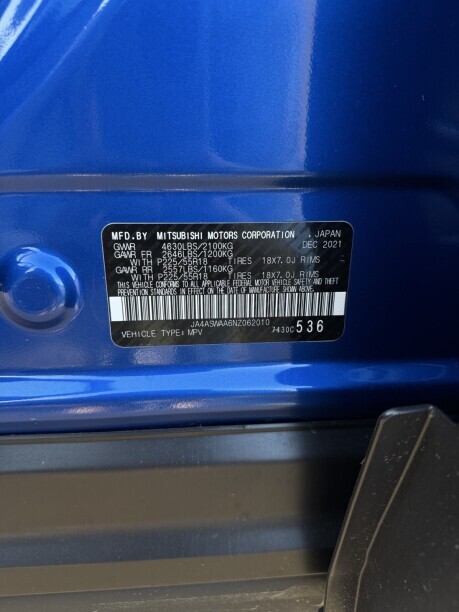 MFD.BY MITSUBISHI MOTORS CORPORATION , JAPAN
GVWR 4630LBS/2100KG DEC 2021
GAWR FR 2646LBS/1200KG
WITH P225/55R18 TIRES 18X7.0J RIMS
GAWR RR 2557LBS/1160KG
WITH P225/55R18 TIRES 18X7.0J RIMS
THIS VEHICLE CONFORMS TO ALL APPLICABLE FEDERAL MOTOR VEHICLE SAFETY AND THEFT
PREVENTION STANDARDS IN EFFECT ON THE DATE OF MANUFACTURE SHOWN ABOVE.
JA4ASWAA6NZ062010
VEHICLE TYPE: MPV 7430C536